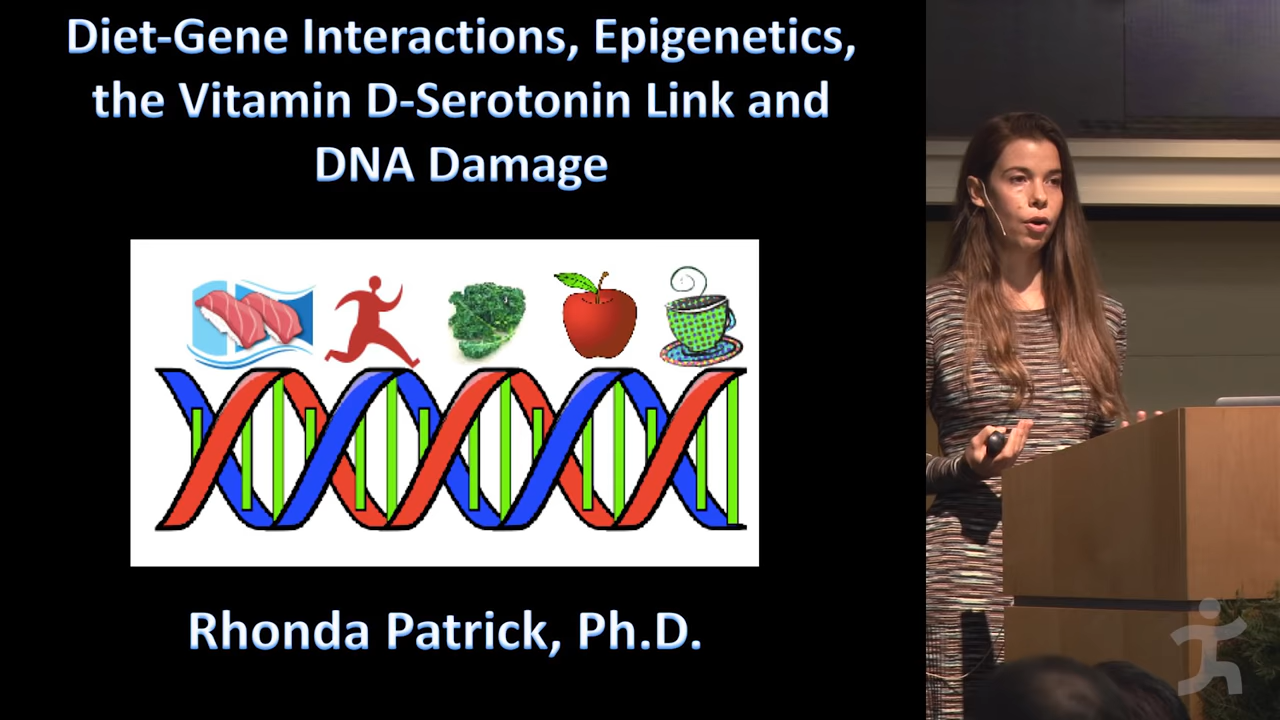 Diet-Gene Interactions, Epigenetics,
the Vitamin D-Serotonin Link and
DNA Damage
Rhonda Patrick, Ph.D.